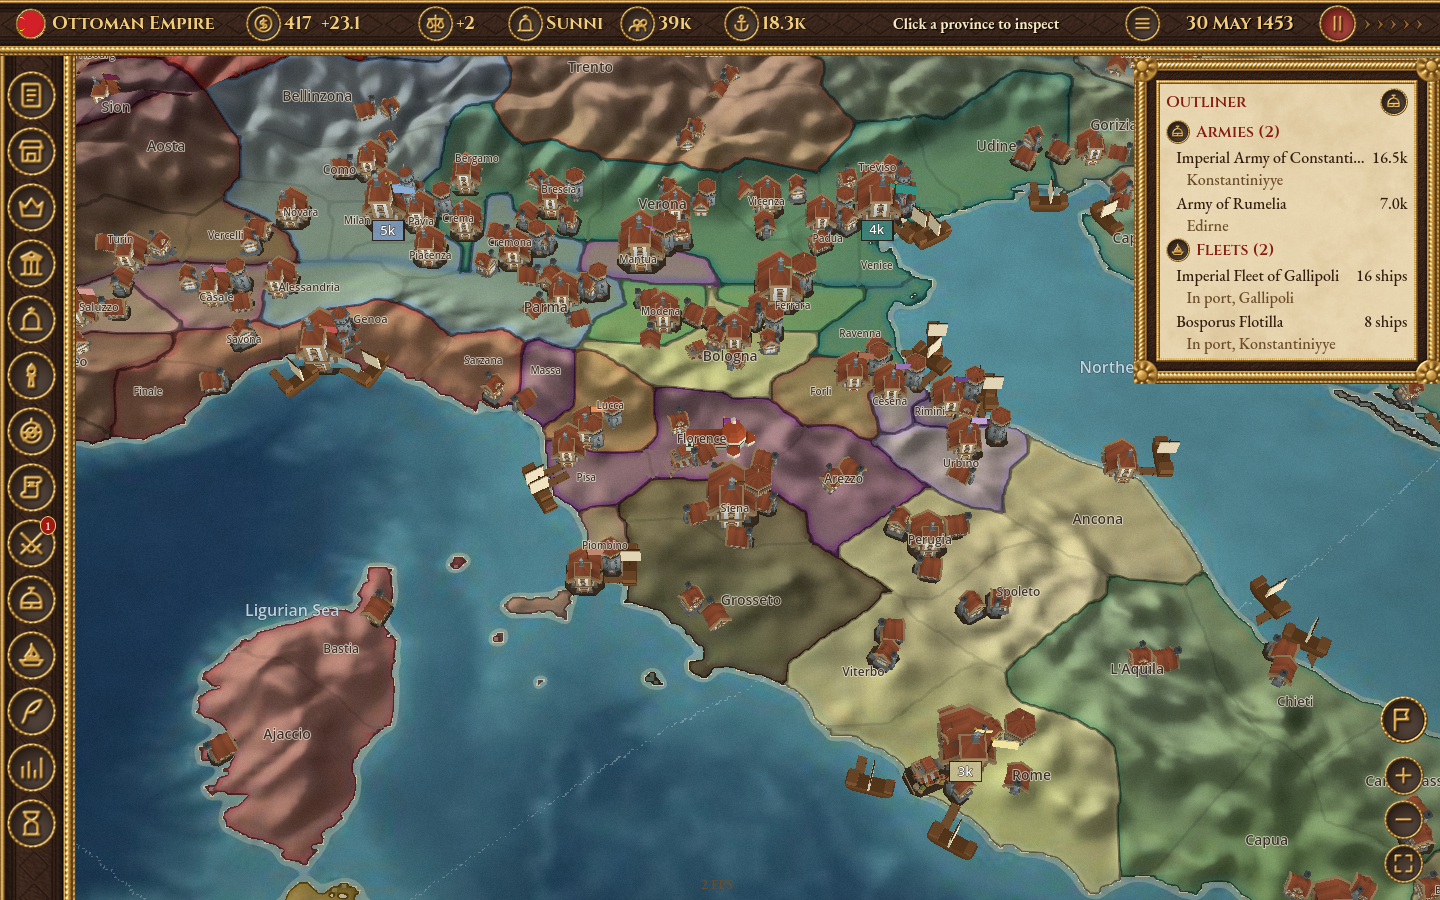 OTTOMAN EMPIRE
417 +23.1
+2
SUNNI
39K
18.3K
Click a province to inspect
30 MAY 1453
OUTLINER
ARMIES (2)
Imperial Army of Constanti... 16.5k
Konstantiniyye
Army of Rumelia 7.0k
Edirne
FLEETS (2)
Imperial Fleet of Gallipoli 16 ships
In port, Gallipoli
Bosporus Flotilla 8 ships
In port, Konstantiniyye
1
Trento
Bellinzona
Sion
Aosta
Udine
Gorizia
Bergamo
Como
Treviso
Brescia
Verona
Vicenza
Novara
Milan
Pavia
Crema
5k
4k
Vercelli
Turin
Cremona
Padua
Piacenza
Mantua
Venice
Alessandria
Casale
Saluzzo
Parma
Modena
Ferrara
Genoa
Savona
Ravenna
Bologna
Sarzana
Massa
Northe
Finale
Forlì
Cesena
Rimini
Lucca
Florence
Urbino
Pisa
Arezzo
Siena
Ancona
Perugia
Piombino
Spoleto
Grosseto
Ligurian Sea
Bastia
Viterbo
L'Aquila
Chieti
Ajaccio
3k
Rome
Capua
2 FPS